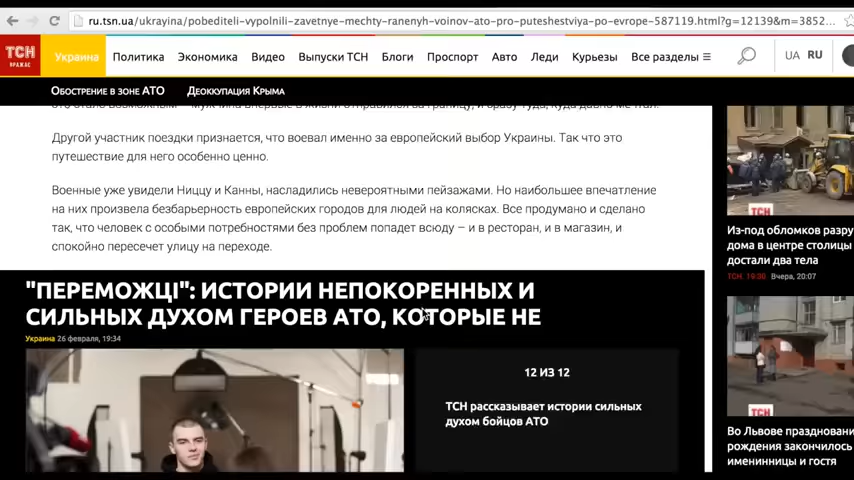 ru.tsn.ua/ukrayina/pobediteli-vypolnili-zavetnye-mechty-ranenyh-voinov-ato-pro-puteshestviya-po-evrope-587119.html?g=12139&m=3852...
ТСН
Украина Политика Экономика Видео Выпуски ТСН Блоги Проспорт Авто Леди Курьезы Все разделы UA RU
Обострение в зоне АТО Деоккупация Крыма
Другой участник поездки признается, что воевал именно за европейский выбор Украины. Так что это
путешествие для него особенно ценно.
Военные уже увидели Ниццу и Канны, насладились невероятными пейзажами. Но наибольшее впечатление
на них произвела безбарьерность европейских городов для людей на колясках. Все продумано и сделано
так, что человек с особыми потребностями без проблем попадет всюду – и в ресторан, и в магазин, и
спокойно пересечет улицу на переходе.
"ПЕРЕМОЖЦІ": ИСТОРИИ НЕПОКОРЕННЫХ И
СИЛЬНЫХ ДУХОМ ГЕРОЕВ АТО, КОТОРЫЕ НЕ
Украина 26 февраля, 19:34
12 ИЗ 12
ТСН рассказывает истории сильных
духом бойцов АТО
ТСН
Из-под обломков разру
дома в центре столицы
достали два тела
ТСН. 19:30 Вчера, 20:07
ТСН
Во Львове празднован
рождения закончилось
именинницы и гостя